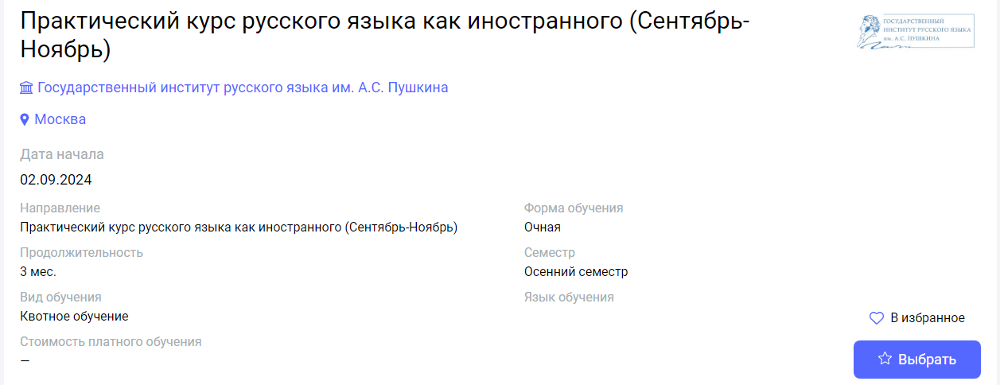 Практический курс русского языка как иностранного (Сентябрь-
Ноябрь)
ГОСУДАРСТВЕННЫЙ
ИНСТИТУТ РУССКОГО ЯЗЫКА
ИМ. А.С. ПУШКИНА
Государственный институт русского языка им. А.С. Пушкина
Москва
Дата начала
02.09.2024
Направление
Практический курс русского языка как иностранного (Сентябрь-Ноябрь)
Форма обучения
Очная
Продолжительность
3 мес.
Семестр
Осенний семестр
Вид обучения
Квотное обучение
Язык обучения
Стоимость платного обучения
—
В избранное
Выбрать